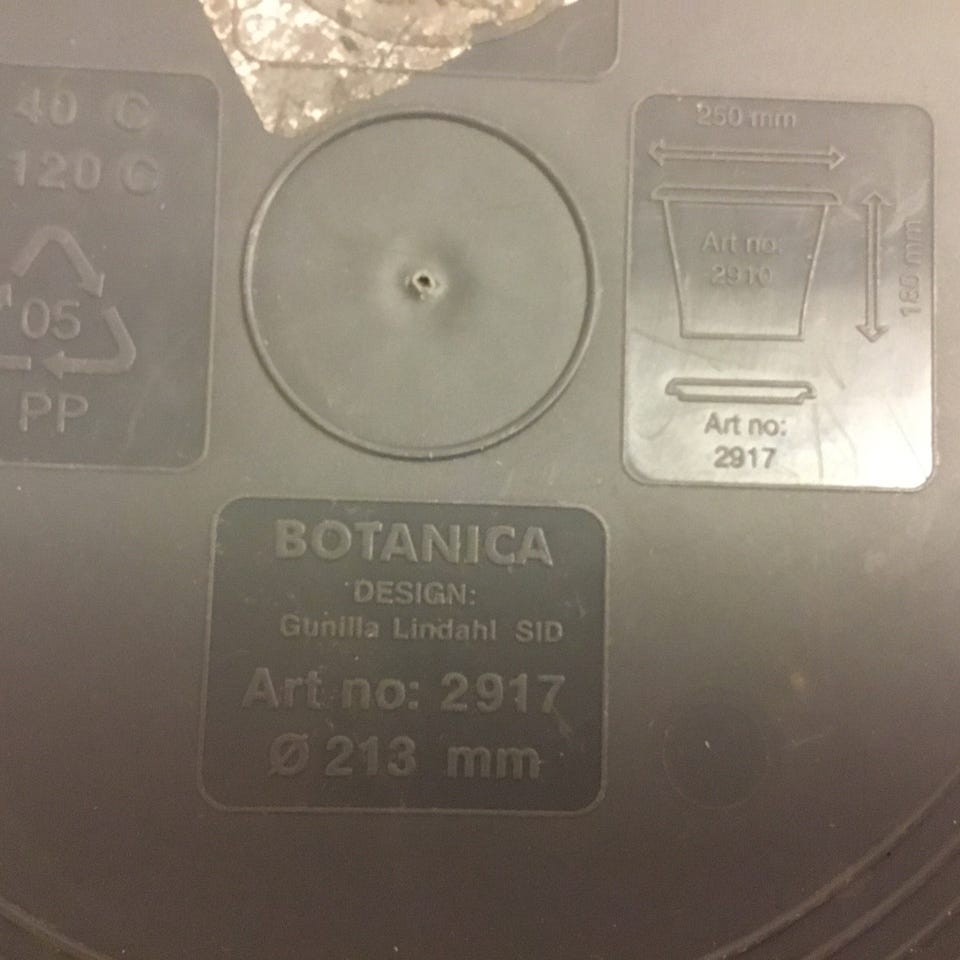 40 C
120 C
05
PP
250 mm
Art no:
2910
180 mm
Art no:
2917
BOTANICA
DESIGN:
Gunilla Lindahl SID
Art no: 2917
Ø 213 mm